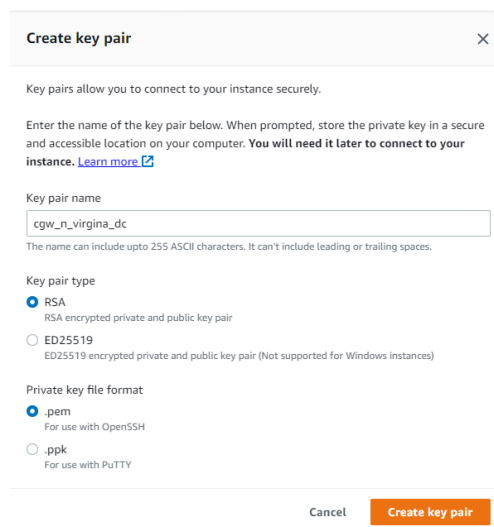 Create key pair
Key pairs allow you to connect to your instance securely.
Enter the name of the key pair below. When prompted, store the private key in a secure
and accessible location on your computer. You will need it later to connect to your
instance. Learn more
Key pair name
cgw_n_virgina_dc
The name can include upto 255 ASCII characters. It can't include leading or trailing spaces.
Key pair type
RSA
RSA encrypted private and public key pair
ED25519
ED25519 encrypted private and public key pair (Not supported for Windows instances)
Private key file format
.pem
For use with OpenSSH
.ppk
For use with PuTTY
Cancel Create key pair